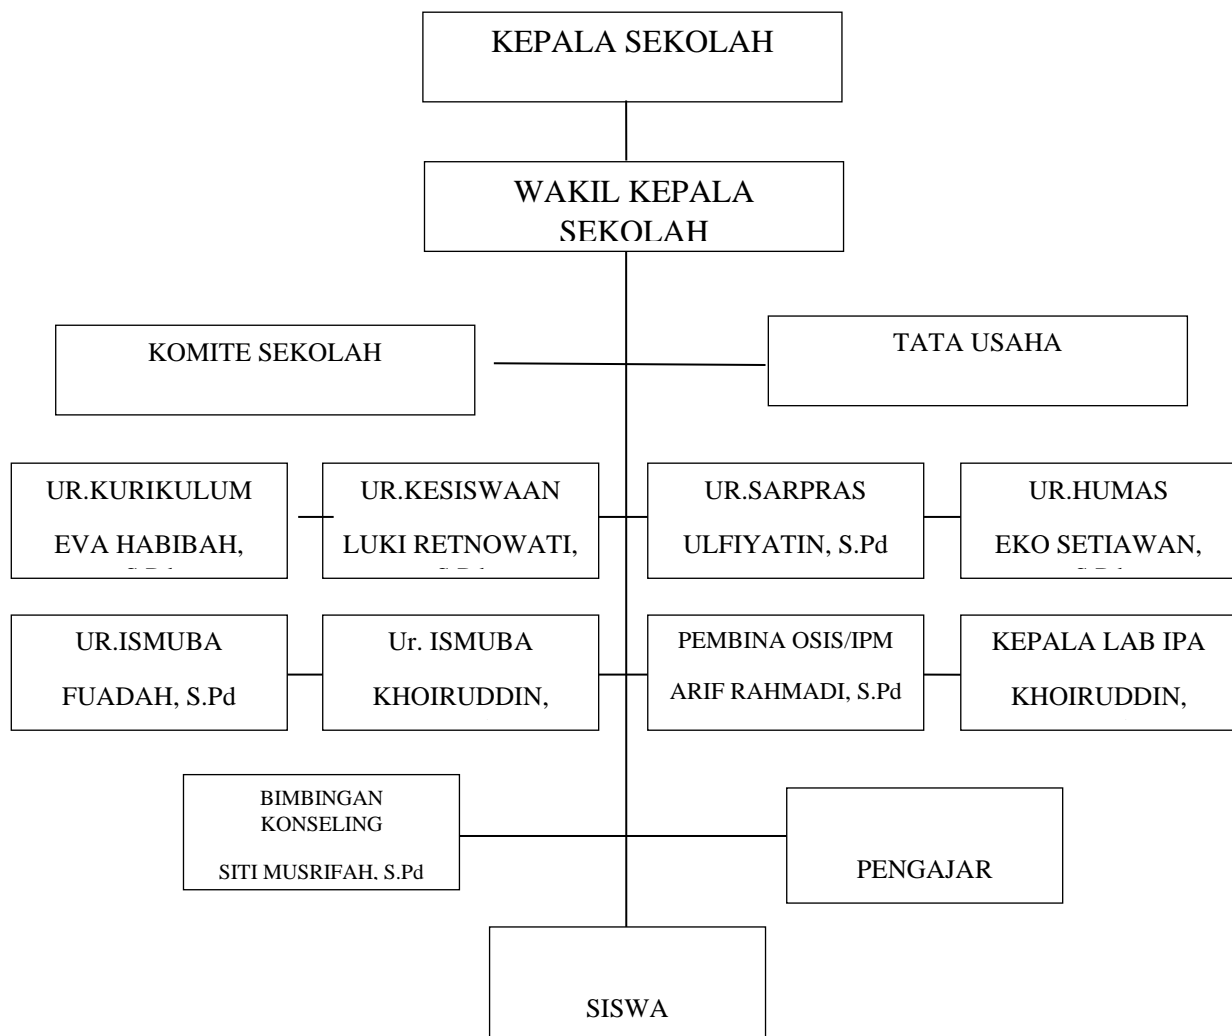 KEPALA SEKOLAH
WAKIL KEPALA
SEKOLAH
KOMITE SEKOLAH
TATA USAHA
UR.KURIKULUM
EVA HABIBAH,
UR.KESISWAAN
LUKI RETNOWATI,
UR.SARPRAS
ULFIYATIN, S.Pd
UR.HUMAS
EKO SETIAWAN,
UR.ISMUBA
FUADAH, S.Pd
Ur. ISMUBA
KHOIRUDDIN,
PEMBINA OSIS/IPM
ARIF RAHMADI, S.Pd
KEPALA LAB IPA
KHOIRUDDIN,
BIMBINGAN
KONSELING
SITI MUSRIFAH, S.Pd
PENGAJAR
SISWA